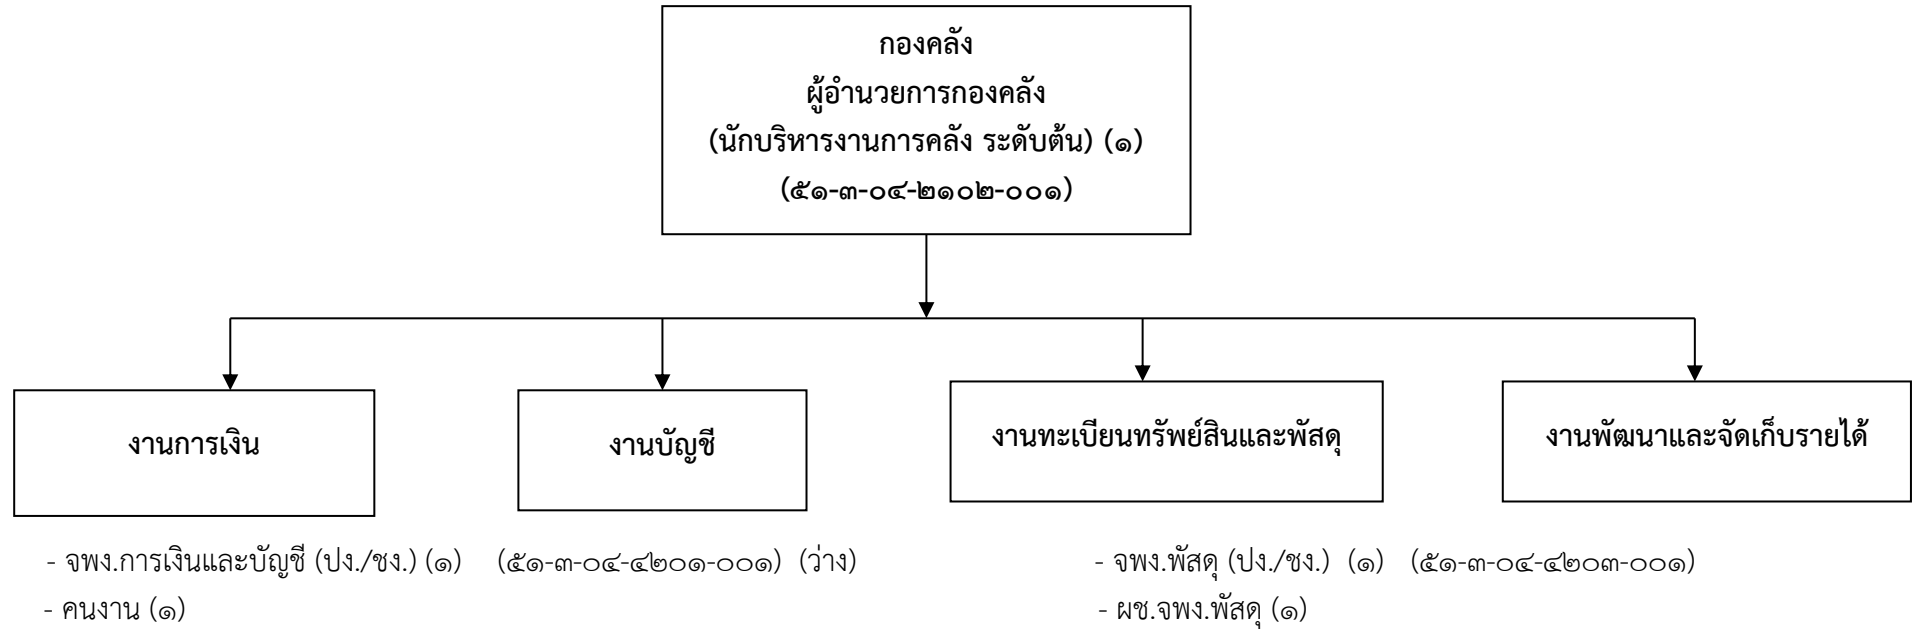 กองคลัง
ผู้อำนวยการกองคลัง
(นักบริหารงานการคลัง ระดับต้น) (๑)
(๕๑-๓-๐๔-๒๑๐๒-๐๐๑)
งานการเงิน
งานบัญชี
งานทะเบียนทรัพย์สินและพัสดุ
งานพัฒนาและจัดเก็บรายได้
- จพง.การเงินและบัญชี (ปง./ชง.) (๑) (๕๑-๓-๐๔-๔๒๐๑-๐๐๑) (ว่าง)
- คนงาน (๑)
- จพง.พัสดุ (ปง./ชง.) (๑) (๕๑-๓-๐๔-๔๒๐๓-๐๐๑)
- ผช.จพง.พัสดุ (๑)